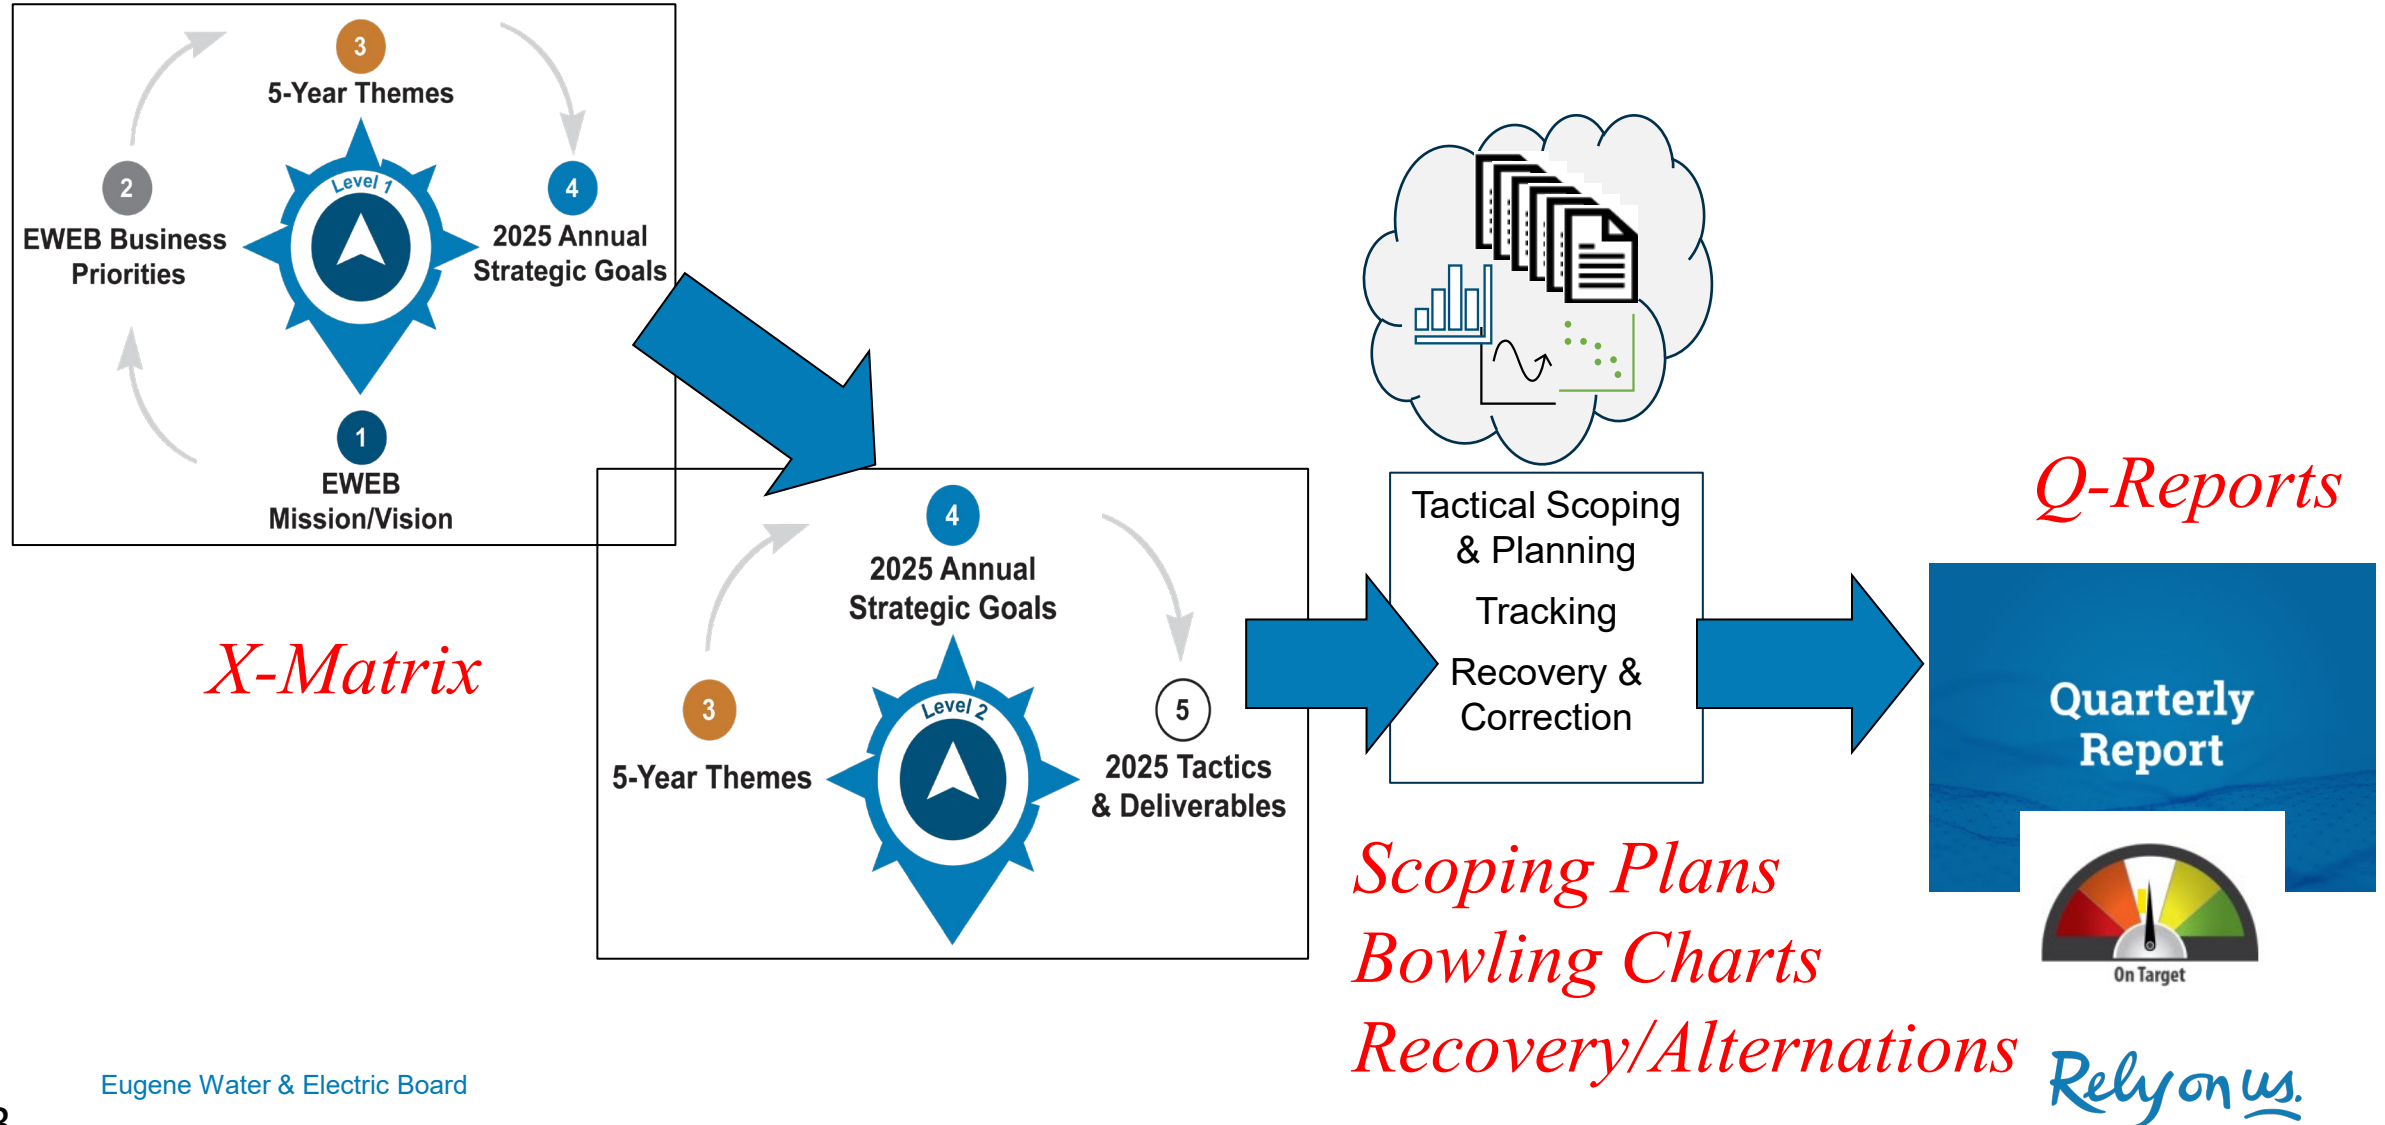 3
5-Year Themes
2
EWEB Business
Priorities
Level 1
4
2025 Annual
Strategic Goals
1
EWEB
Mission/Vision
X-Matrix
4
2025 Annual
Strategic Goals
3
5-Year Themes
Level 2
5
2025 Tactics
& Deliverables
Tactical Scoping
& Planning
Tracking
Recovery &
Correction
Scoping Plans
Bowling Charts
Recovery/Alternations
Q-Reports
Quarterly
Report
On Target
Eugene Water & Electric Board
Rely on us.